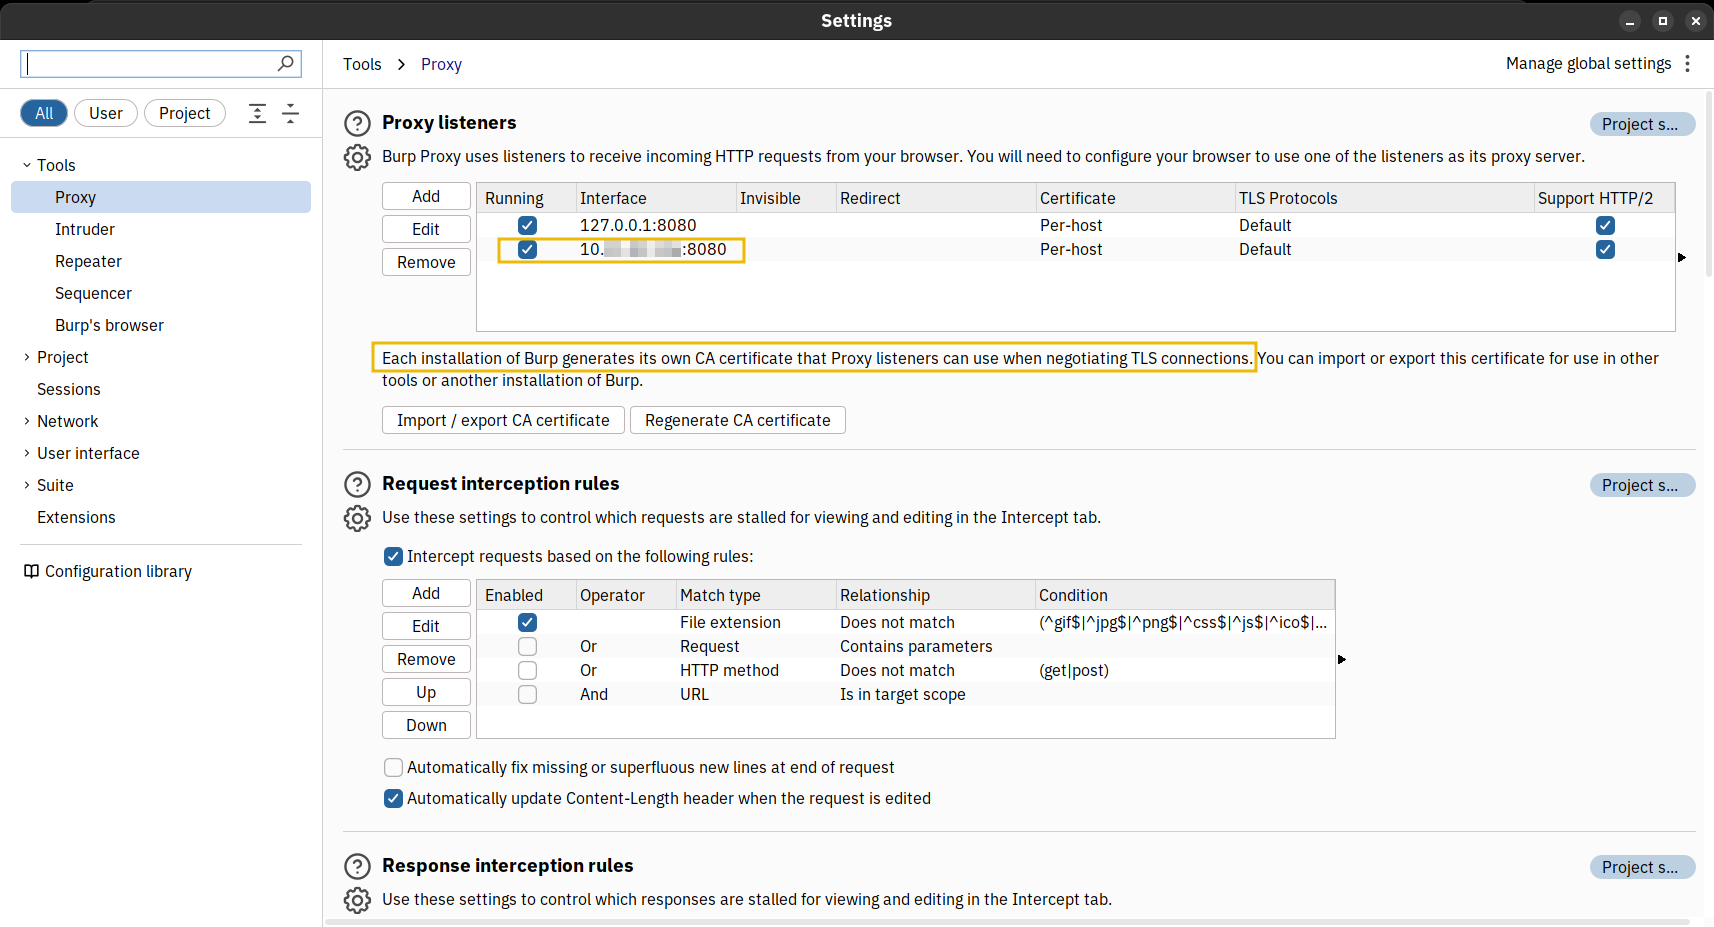 Settings
Tools > Proxy
Manage global settings
All User Project
Tools
Proxy
Intruder
Repeater
Sequencer
Burp's browser
Project
Sessions
Network
User interface
Suite
Extensions
Configuration library
Proxy listeners
Project s...
Burp Proxy uses listeners to receive incoming HTTP requests from your browser. You will need to configure your browser to use one of the listeners as its proxy server.
Add
Edit
Remove
Running Interface Invisible Redirect Certificate TLS Protocols Support HTTP/2
127.0.0.1:8080 Per-host Default
10. :8080 Per-host Default
Each installation of Burp generates its own CA certificate that Proxy listeners can use when negotiating TLS connections. You can import or export this certificate for use in other
tools or another installation of Burp.
Import / export CA certificate Regenerate CA certificate
Request interception rules
Project s...
Use these settings to control which requests are stalled for viewing and editing in the Intercept tab.
Intercept requests based on the following rules:
Add
Edit
Remove
Up
Down
Enabled Operator Match type Relationship Condition
File extension Does not match (^gif$|^jpg$|^png$|^css$|^js$|^ico$|...
Or Request Contains parameters
Or HTTP method Does not match (get|post)
And URL Is in target scope
Automatically fix missing or superfluous new lines at end of request
Automatically update Content-Length header when the request is edited
Response interception rules
Project s...
Use these settings to control which responses are stalled for viewing and editing in the Intercept tab.